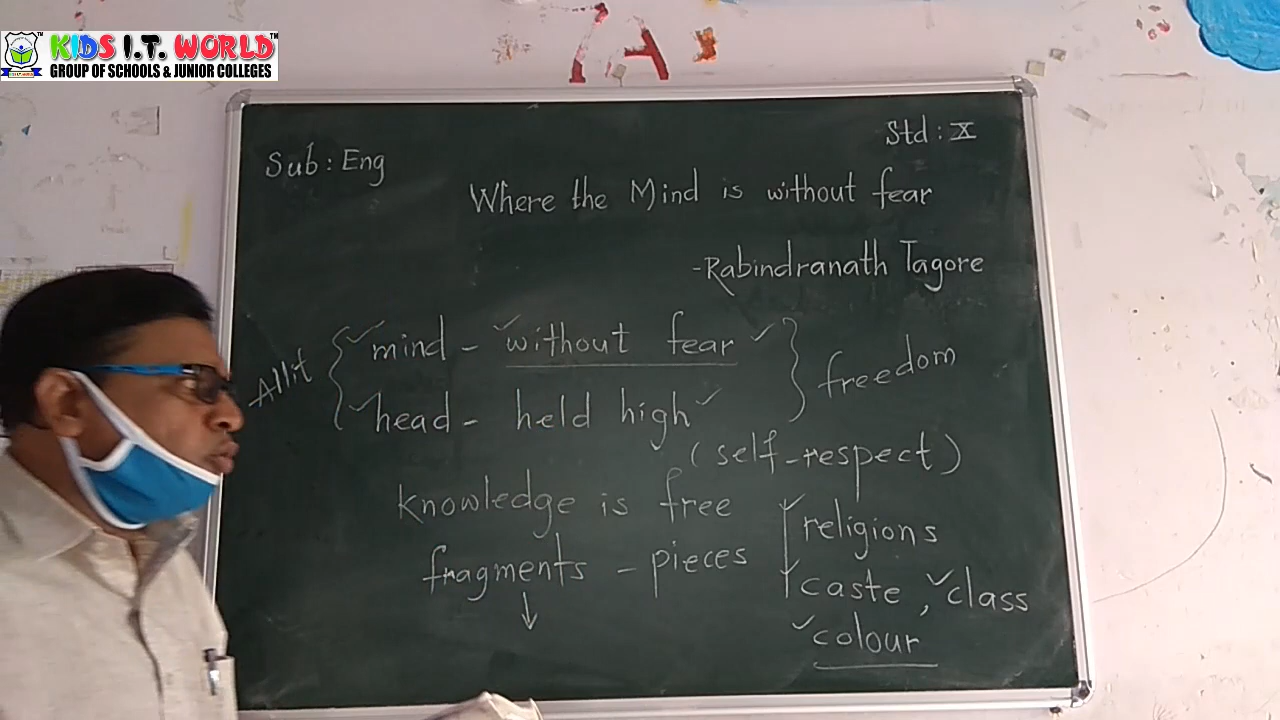 KIDS I.T. WORLD™
GROUP OF SCHOOLS & JUNIOR COLLEGES
(A)
Std : X
Sub : Eng
Where the Mind is without fear
- Rabindranath Tagore
Allit { ✓mind - ✓without fear ✓ } freedom
✓head - held high ✓
(self-respect)
knowledge is free
✓religions
fragments - pieces
✓caste, ✓class
↓
✓colour